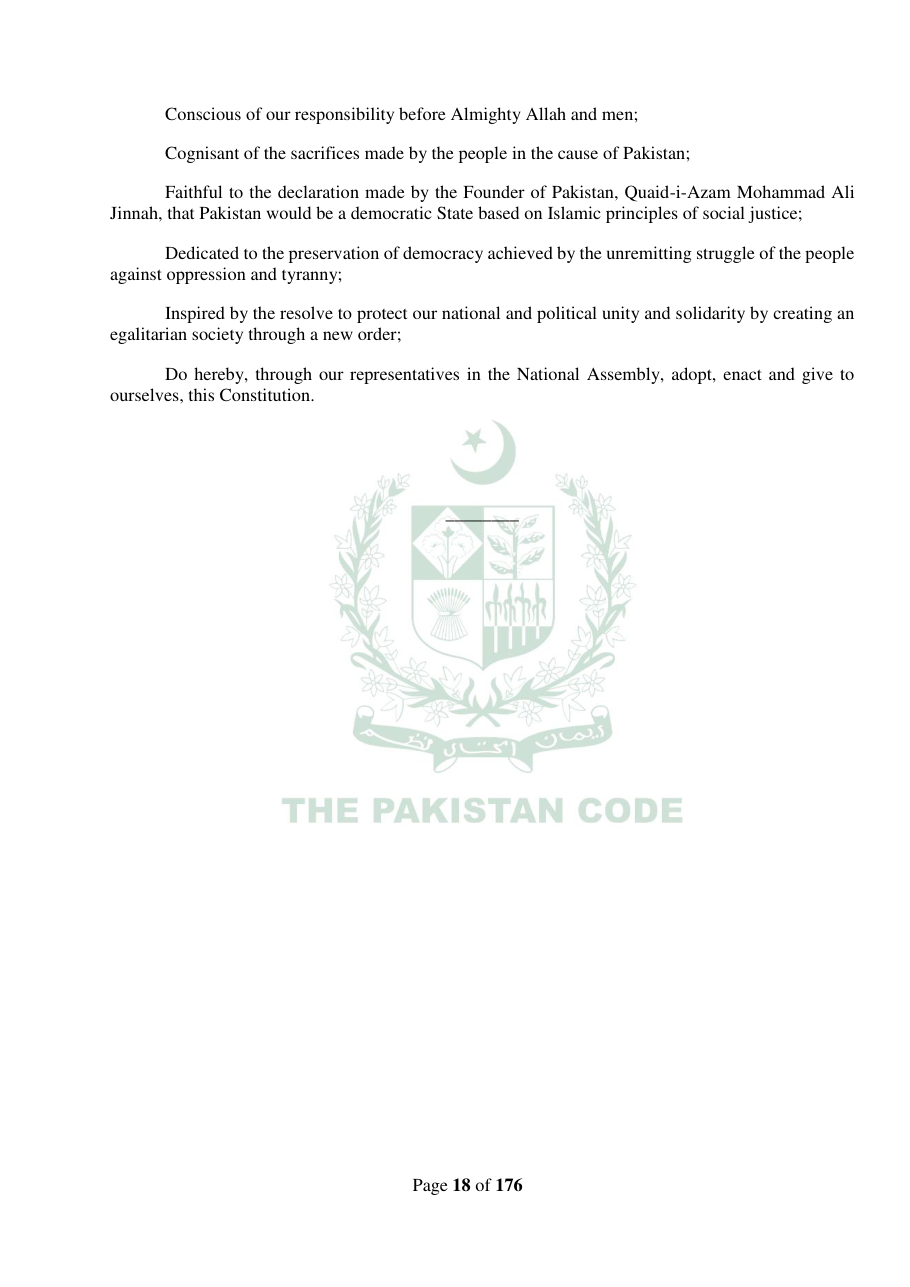 Conscious of our responsibility before Almighty Allah and men;
Cognisant of the sacrifices made by the people in the cause of Pakistan;
Faithful to the declaration made by the Founder of Pakistan, Quaid-i-Azam Mohammad Ali
Jinnah, that Pakistan would be a democratic State based on Islamic principles of social justice;
Dedicated to the preservation of democracy achieved by the unremitting struggle of the people
against oppression and tyranny;
Inspired by the resolve to protect our national and political unity and solidarity by creating an
egalitarian society through a new order;
Do hereby, through our representatives in the National Assembly, adopt, enact and give to
ourselves, this Constitution.
ایمان اتحاد نظم
THE PAKISTAN CODE
Page 18 of 176